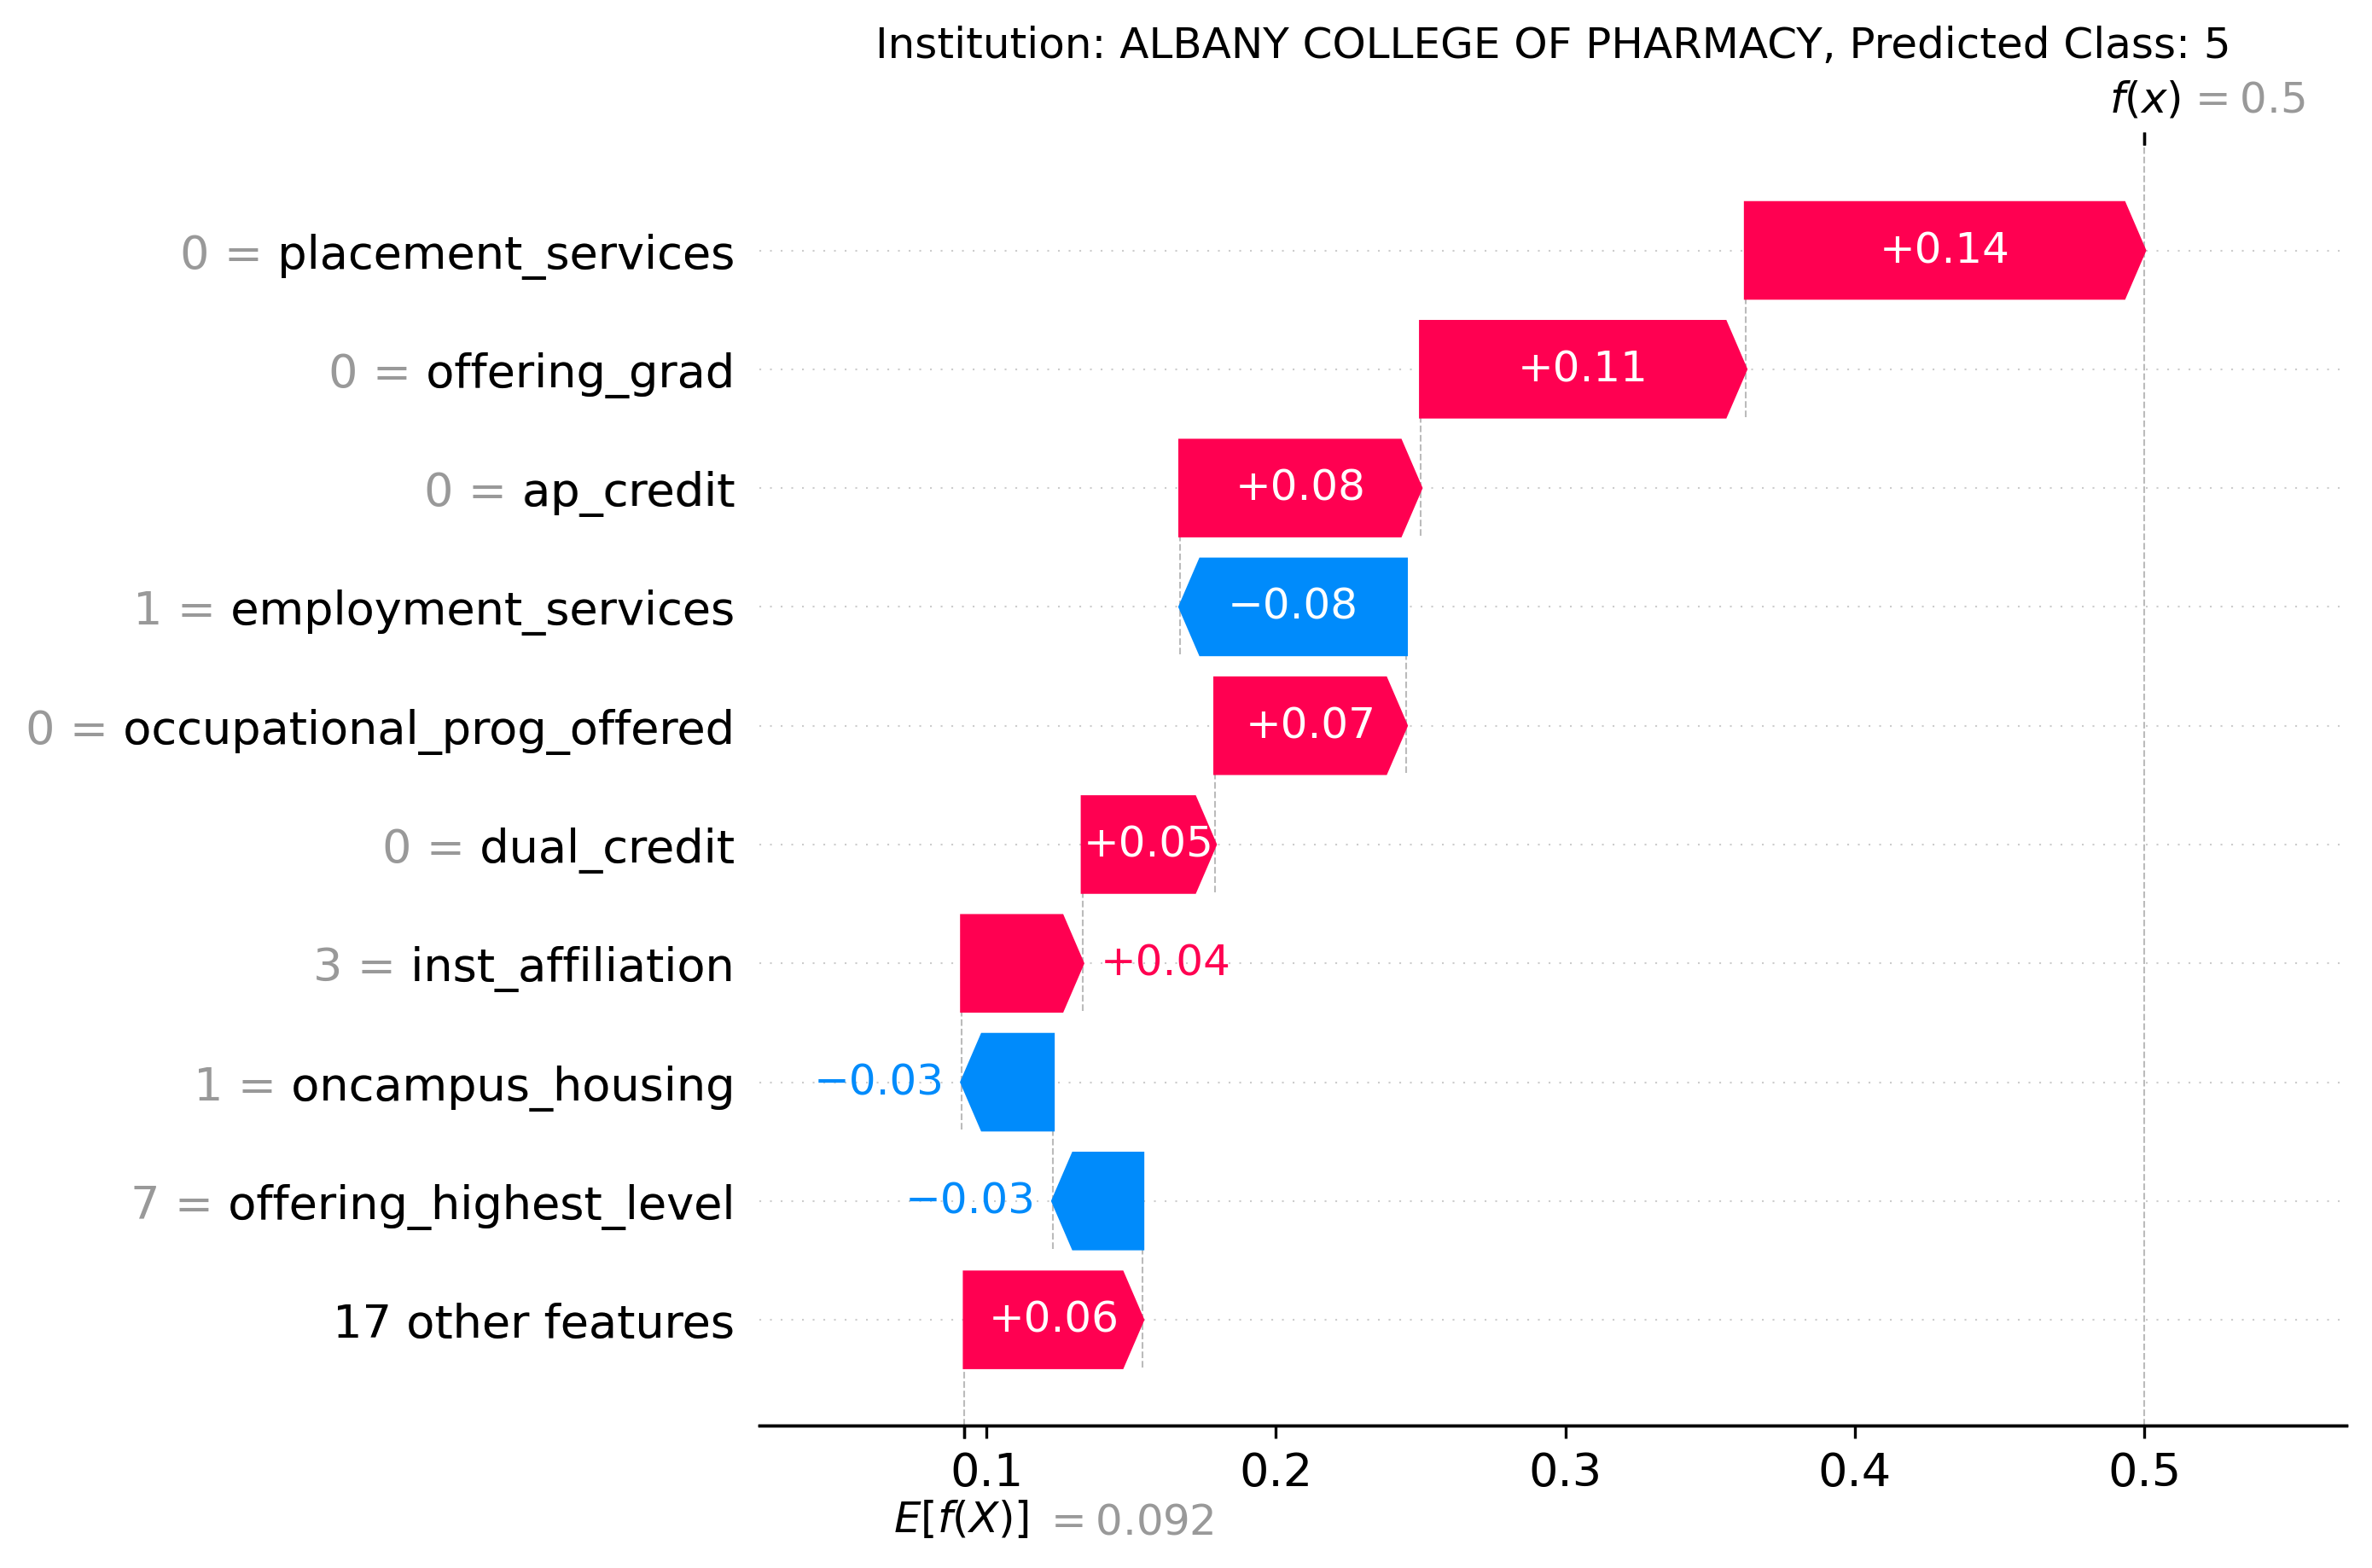 Institution: ALBANY COLLEGE OF PHARMACY, Predicted Class: 5
f(x) = 0.5
0 = placement_services +0.14
0 = offering_grad +0.11
0 = ap_credit +0.08
1 = employment_services −0.08
0 = occupational_prog_offered +0.07
0 = dual_credit +0.05
3 = inst_affiliation +0.04
1 = oncampus_housing −0.03
7 = offering_highest_level −0.03
17 other features +0.06
0.1 0.2 0.3 0.4 0.5
E[f(X)] = 0.092